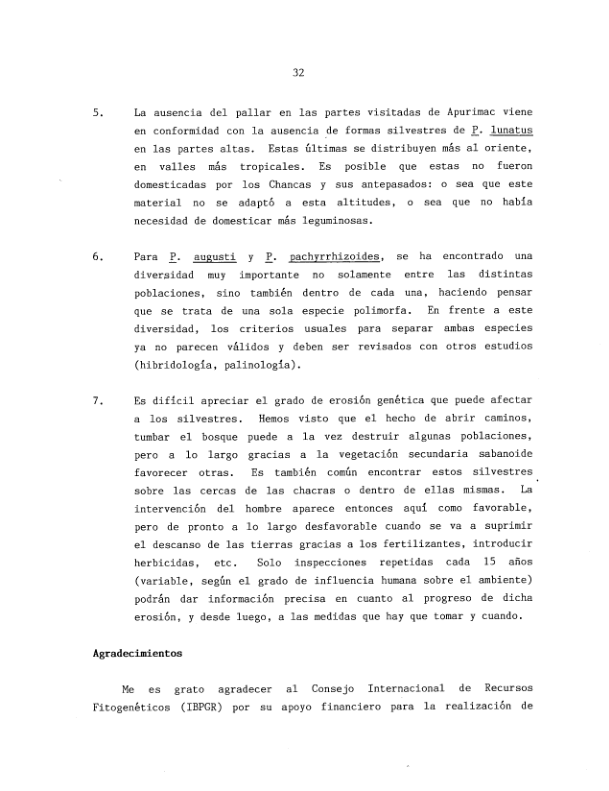 32
5. La ausencia del pallar en las partes visitadas de Apurimac viene
en conformidad con la ausencia de formas silvestres de P. lunatus
en las partes altas. Estas últimas se distribuyen más al oriente,
en valles más tropicales. Es posible que estas no fueron
domesticadas por los Chancas y sus antepasados: o sea que este
material no se adaptó a esta altitudes, o sea que no había
necesidad de domesticar más leguminosas.
6. Para P. augusti y P. pachyrrhizoides, se ha encontrado una
diversidad muy importante no solamente entre las distintas
poblaciones, sino también dentro de cada una, haciendo pensar
que se trata de una sola especie polimorfa. En frente a este
diversidad, los criterios usuales para separar ambas especies
ya no parecen válidos y deben ser revisados con otros estudios
(hibridología, palinología).
7. Es difícil apreciar el grado de erosión genética que puede afectar
a los silvestres. Hemos visto que el hecho de abrir caminos,
tumbar el bosque puede a la vez destruir algunas poblaciones,
pero a lo largo gracias a la vegetación secundaria sabanoide
favorecer otras. Es también común encontrar estos silvestres
sobre las cercas de las chacras o dentro de ellas mismas. La
intervención del hombre aparece entonces aquí como favorable,
pero de pronto a lo largo desfavorable cuando se va a suprimir
el descanso de las tierras gracias a los fertilizantes, introducir
herbicidas, etc. Solo inspecciones repetidas cada 15 años
(variable, según el grado de influencia humana sobre el ambiente)
podrán dar información precisa en cuanto al progreso de dicha
erosión, y desde luego, a las medidas que hay que tomar y cuando.
Agradecimientos
Me es grato agradecer al Consejo Internacional de Recursos
Fitogenéticos (IBPGR) por su apoyo financiero para la realización de